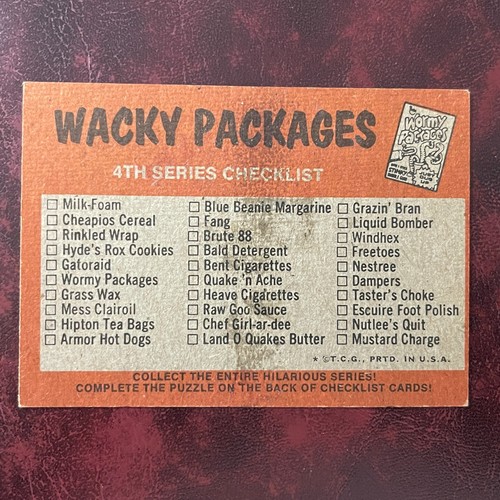 WACKY PACKAGES
Wormy
Packages
4TH SERIES CHECKLIST
Milk-Foam
Cheapios Cereal
Rinkled Wrap
Hyde's Rox Cookies
Gatoraid
Wormy Packages
Grass Wax
Mess Clairoil
Hipton Tea Bags
Armor Hot Dogs
Blue Beanie Margarine
Fang
Brute 88
Bald Detergent
Bent Cigarettes
Quake 'n Ache
Heave Cigarettes
Raw Goo Sauce
Chef Girl-ar-dee
Land O Quakes Butter
Grazin' Bran
Liquid Bomber
Windhex
Freetoes
Nestree
Dampers
Taster's Choke
Escuire Foot Polish
Nutlee's Quit
Mustard Charge
* ©T.C.G., PRTD. IN U.S.A.
COLLECT THE ENTIRE HILARIOUS SERIES!
COMPLETE THE PUZZLE ON THE BACK OF CHECKLIST CARDS!